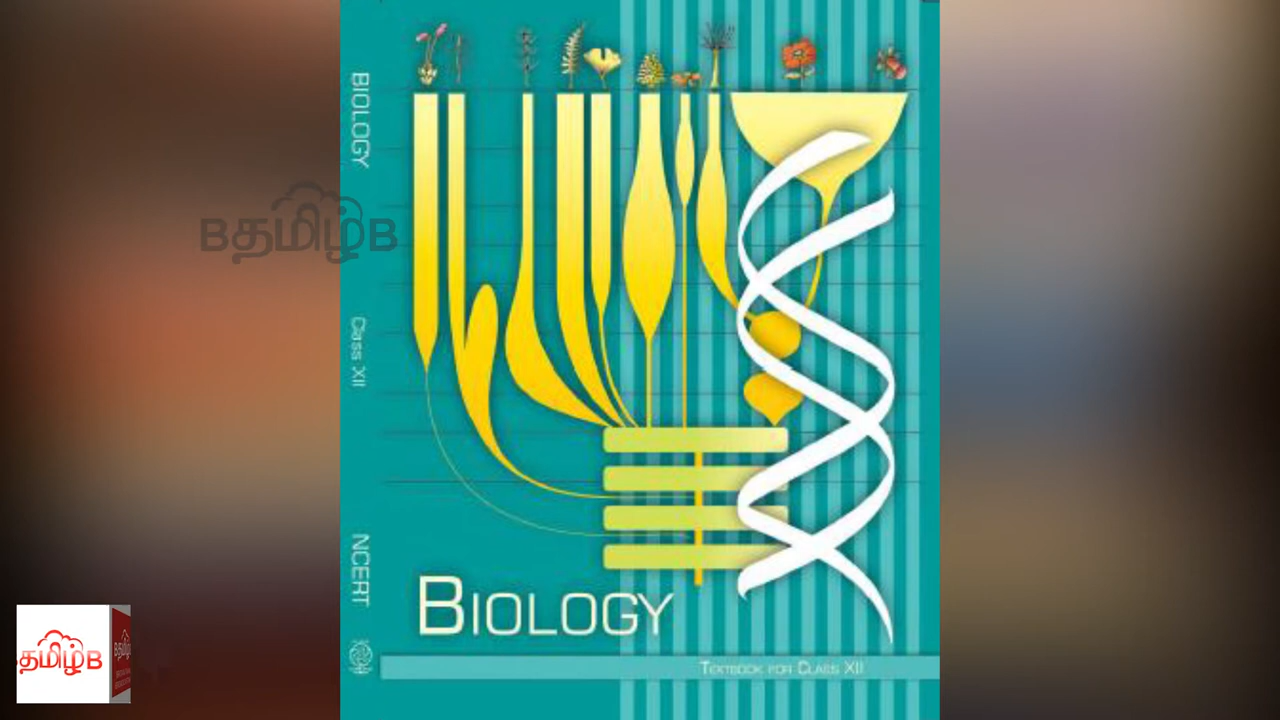 BIOLOGY
Class XII
NCERT
Bதமிழ்B
BIOLOGY
TEXTBOOK FOR CLASS XII
தமிழ்B